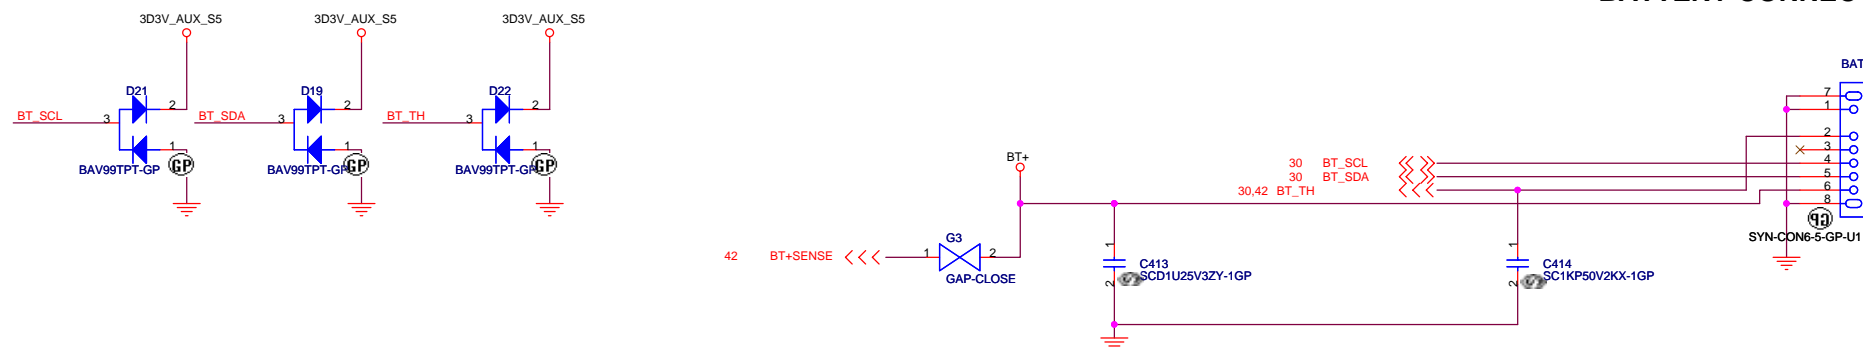 3D3V_AUX_S5 3D3V_AUX_S5 3D3V_AUX_S5
BAT
D21 D19 D22
7
2 2 2
1
BT_SCL 3 BT_SDA 3 BT_TH 3
2
1 1 1
3
GP GP GP
BAV99TPT-GP BAV99TPT-GP BAV99TPT-GP
BT+
30 BT_SCL
4
30 BT_SDA
5
30,42 BT_TH
6
8
GP
SYN-CON6-5-GP-U1
G3
42 BT+SENSE
1 2
GAP-CLOSE
1
C413
SCD1U25V3ZY-1GP
2
1
C414
SC1KP50V2KX-1GP
2